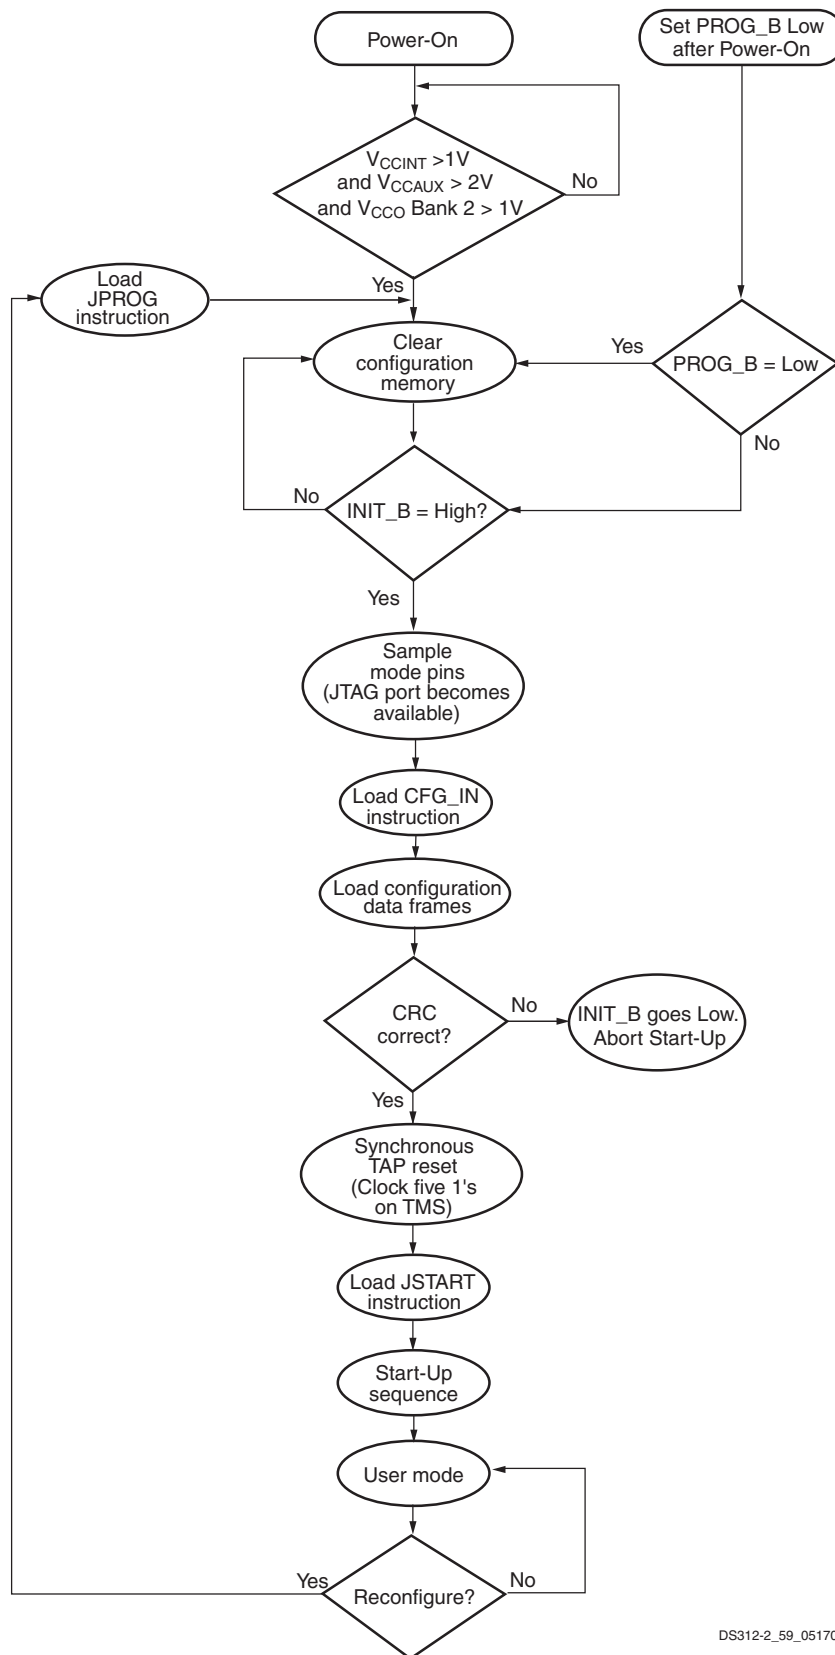 Power-On
Set PROG_B Low
after Power-On
VCCINT >1V
and VCCAUX > 2V
and VCCO Bank 2 > 1V
No
Yes
Load
JPROG
instruction
Clear
configuration
memory
Yes
PROG_B = Low
No
No
INIT_B = High?
Yes
Sample
mode pins
(JTAG port becomes
available)
Load CFG_IN
instruction
Load configuration
data frames
CRC
correct?
No
INIT_B goes Low.
Abort Start-Up
Yes
Synchronous
TAP reset
(Clock five 1's
on TMS)
Load JSTART
instruction
Start-Up
sequence
User mode
Yes
Reconfigure?
No
DS312-2_59_05170